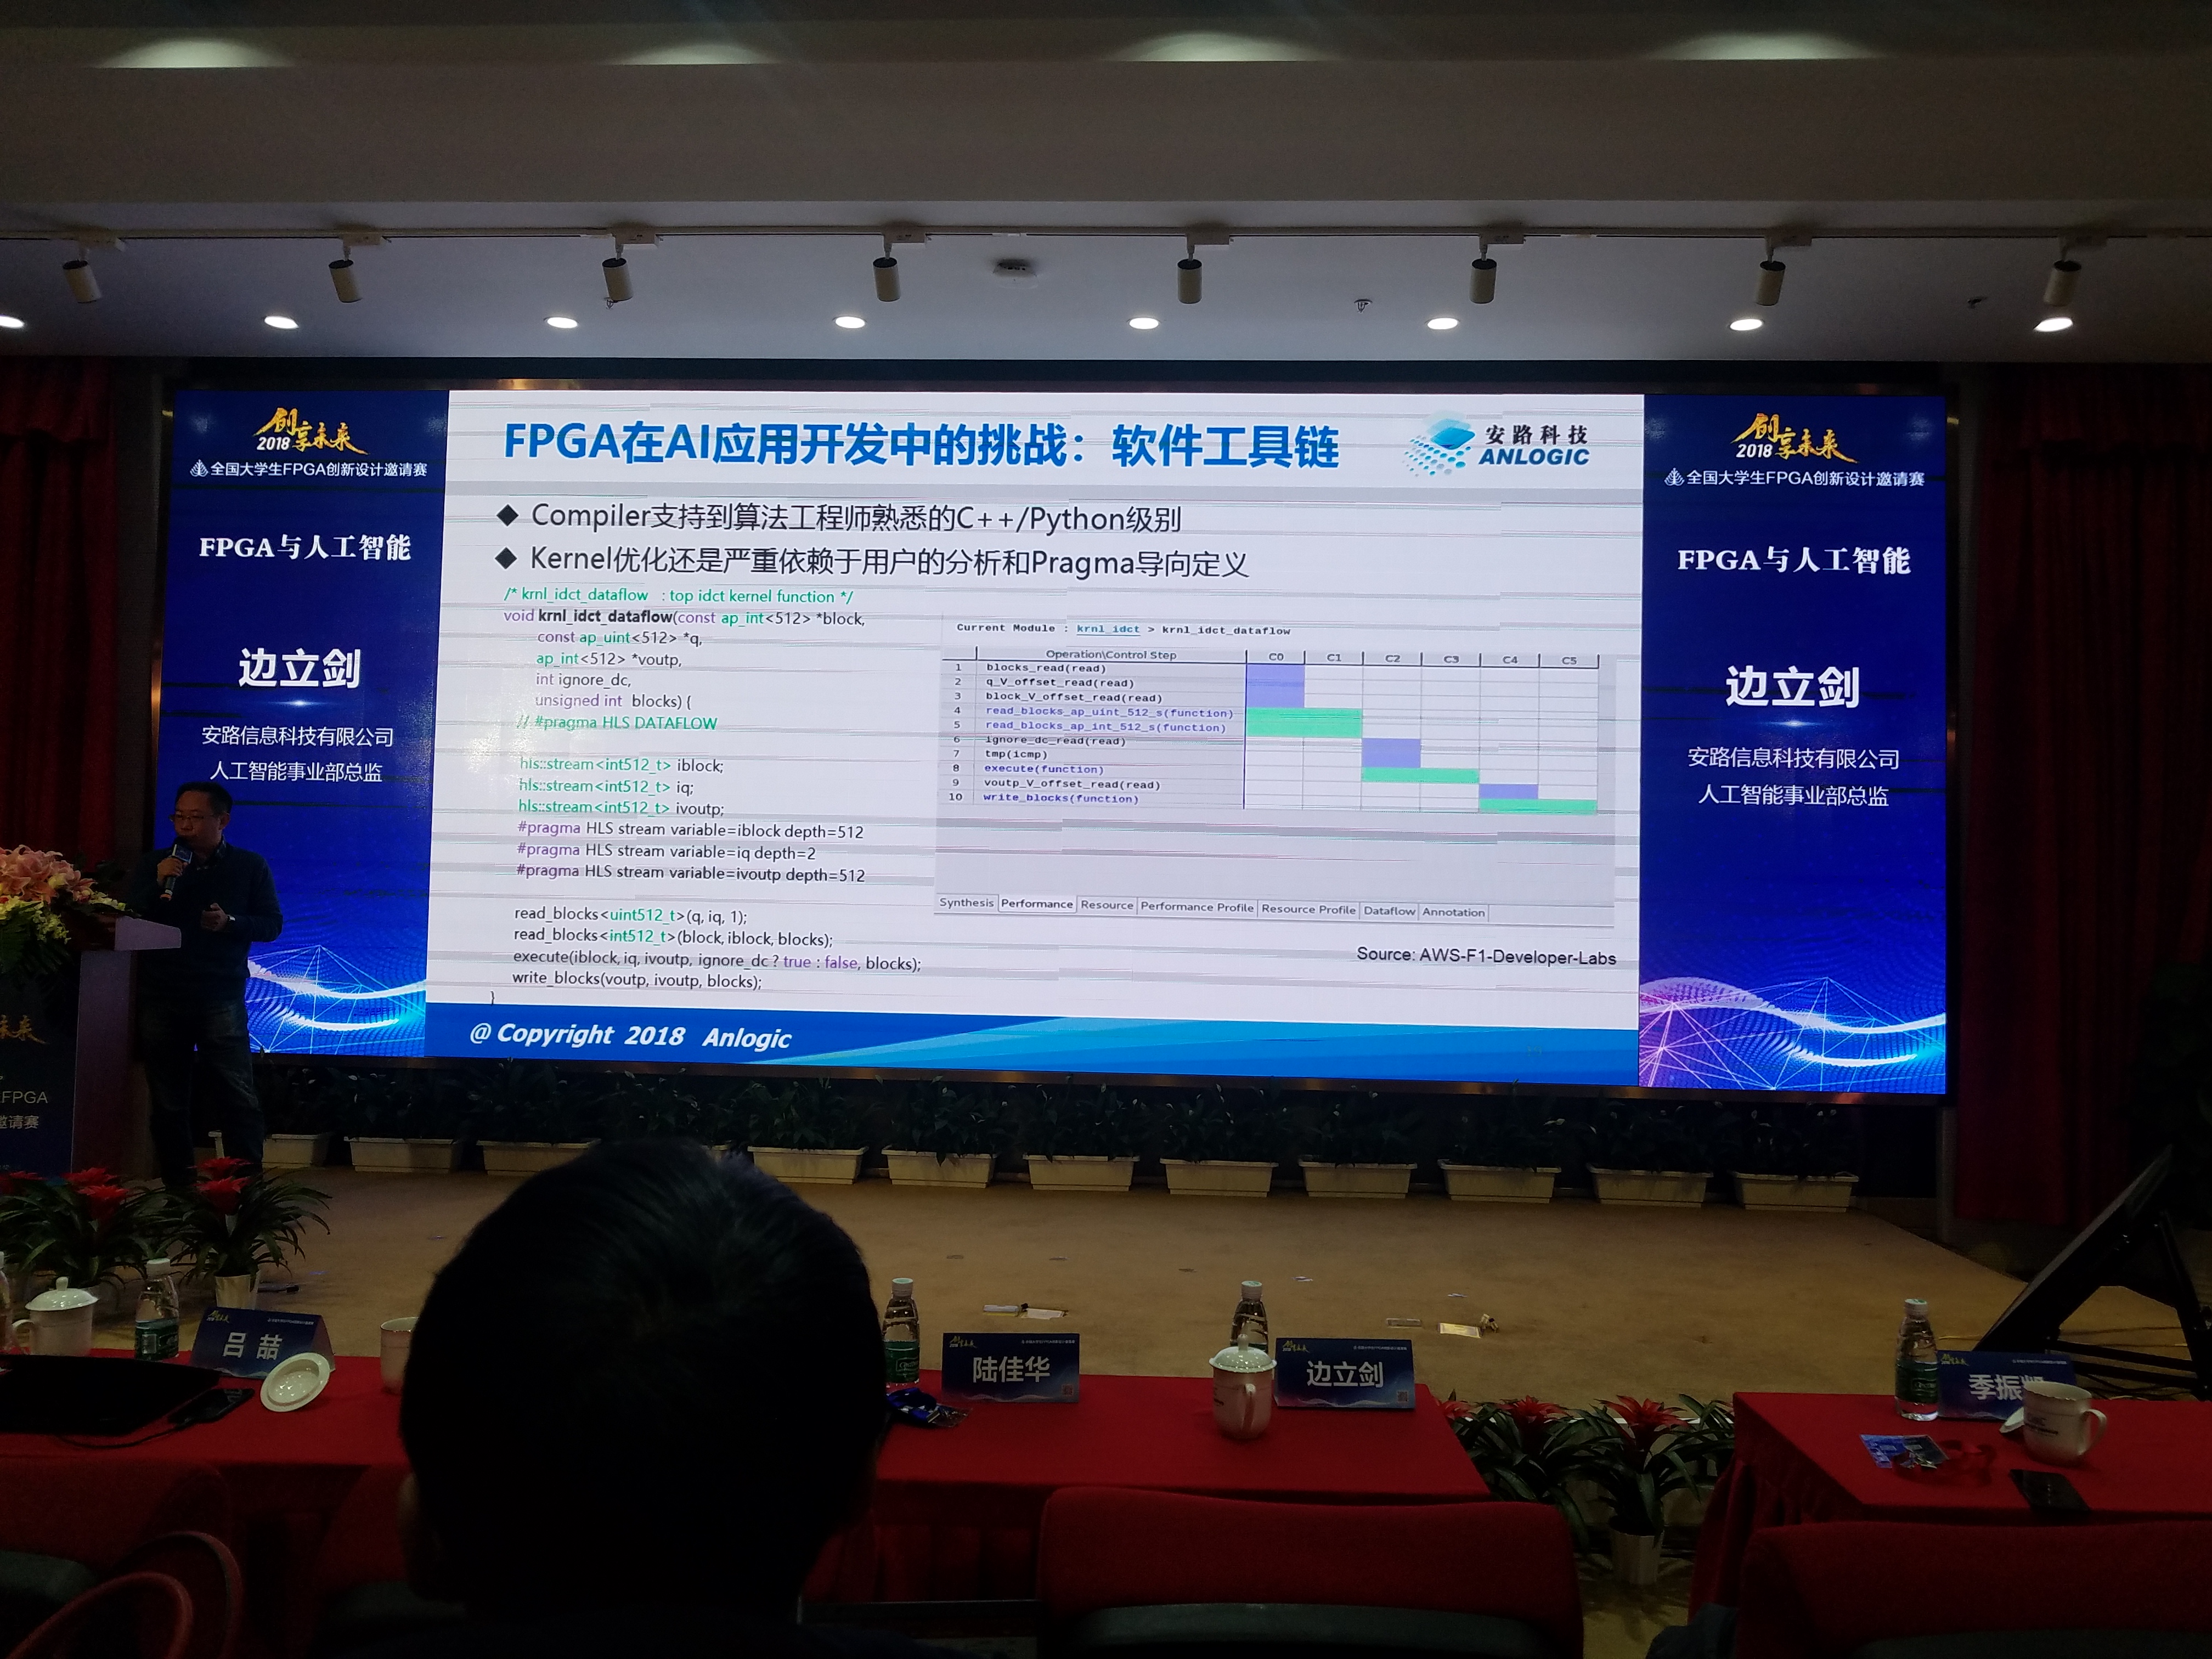 创享未来
2018
全国大学生FPGA创新设计邀请赛
FPGA与人工智能
边立剑
安路信息科技有限公司
人工智能事业部总监
FPGA在AI应用开发中的挑战：软件工具链
安路科技
ANLOGIC
◆ Compiler支持到算法工程师熟悉的C++/Python级别
◆ Kernel优化还是严重依赖于用户的分析和Pragma导向定义
/* krnl_idct_dataflow : top idct kernel function */
void krnl_idct_dataflow(const ap_int<512> *block,
const ap_uint<512> *q,
ap_int<512> *voutp,
int ignore_dc,
unsigned int blocks) {
// #pragma HLS DATAFLOW
hls::stream<int512_t> iblock;
hls::stream<int512_t> iq;
hls::stream<int512_t> ivoutp;
#pragma HLS stream variable=iblock depth=512
#pragma HLS stream variable=iq depth=2
#pragma HLS stream variable=ivoutp depth=512
read_blocks<uint512_t>(q, iq, 1);
read_blocks<int512_t>(block, iblock, blocks);
execute(iblock, iq, ivoutp, ignore_dc ? true : false, blocks);
write_blocks(voutp, ivoutp, blocks);
}
Current Module : krnl_idct > krnl_idct_dataflow
Operation\Control Step C0 C1 C2 C3 C4 C5
1 blocks_read(read)
2 q_V_offset_read(read)
3 block_V_offset_read(read)
4 read_blocks_ap_uint_512_s(function)
5 read_blocks_ap_int_512_s(function)
6 ignore_dc_read(read)
7 tmp(icmp)
8 execute(function)
9 voutp_V_offset_read(read)
10 write_blocks(function)
Synthesis Performance Resource Performance Profile Resource Profile Dataflow Annotation
Source: AWS-F1-Developer-Labs
@ Copyright 2018 Anlogic
创享未来
2018
全国大学生FPGA创新设计邀请赛
FPGA与人工智能
边立剑
安路信息科技有限公司
人工智能事业部总监
未来
FPGA
邀请赛
吕喆
陆佳华
边立剑
季振